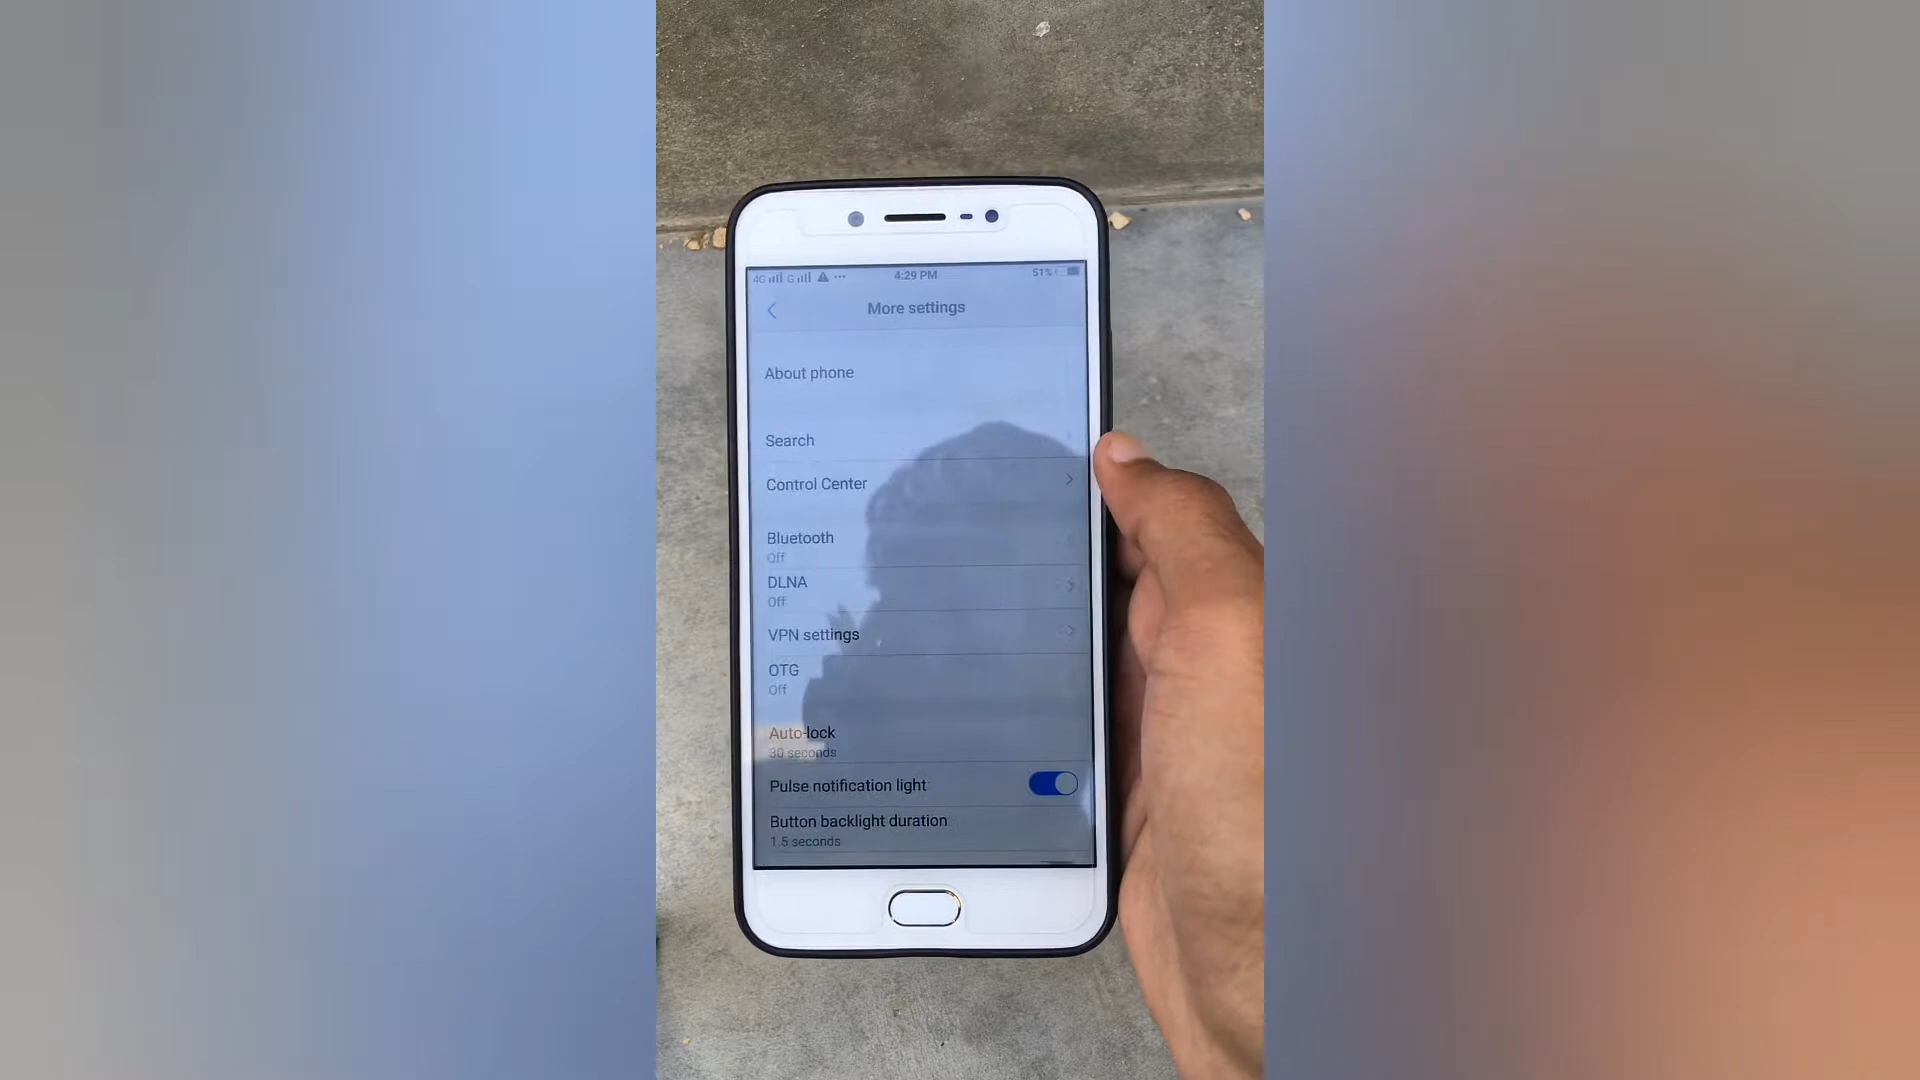 4G G 4:29 PM 51%
More settings
About phone
Search
Control Center
Bluetooth
Off
DLNA
Off
VPN settings
OTG
Off
Auto-lock
30 seconds
Pulse notification light
Button backlight duration
1.5 seconds